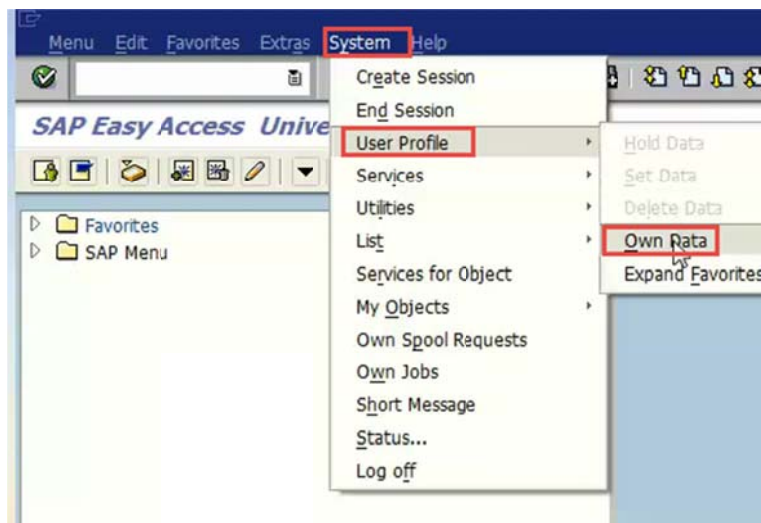 Menu Edit Favorites Extras System Help
SAP Easy Access Unive
Favorites
SAP Menu
Create Session
End Session
User Profile
Services
Utilities
List
Services for Object
My Objects
Own Spool Requests
Own Jobs
Short Message
Status...
Log off
Hold Data
Set Data
Delete Data
Own Data
Expand Favorites